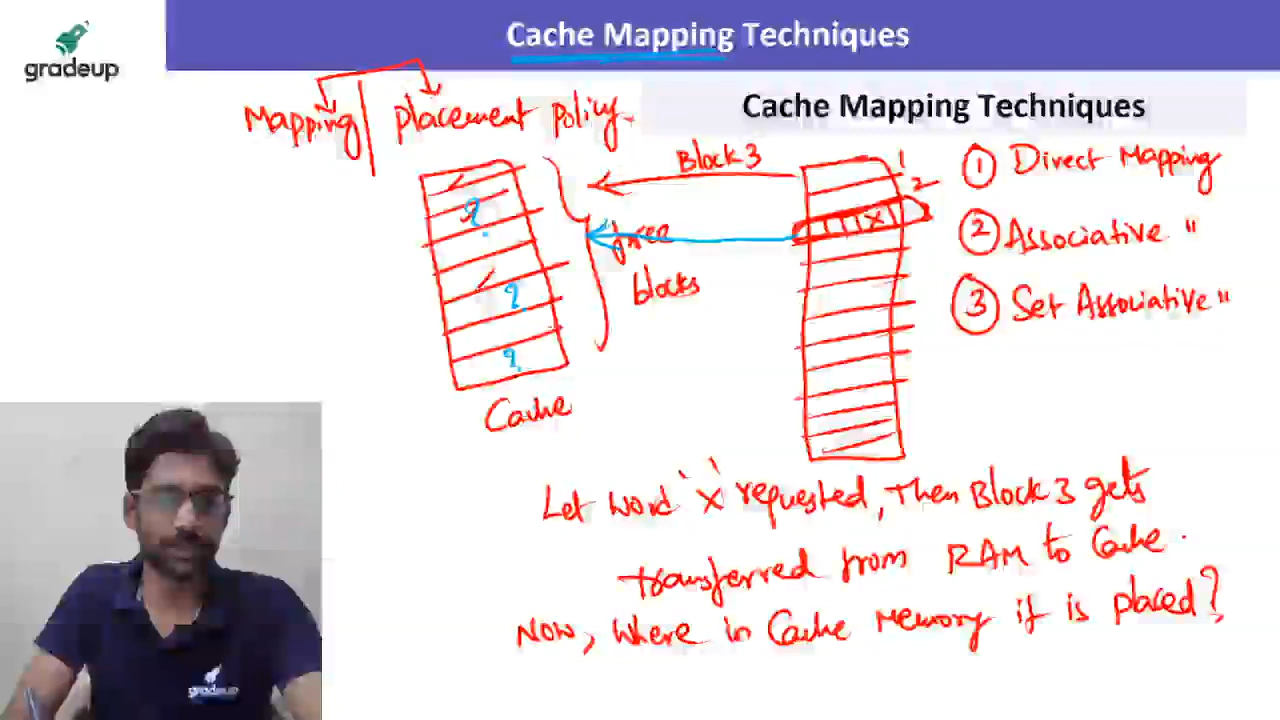 Cache Mapping Techniques
gradeup
Cache Mapping Techniques
Mapping placement policy.
Block 3
1
2
X
? free
? blocks
?
Cache
① Direct Mapping
② Associative "
③ Set Associative "
Let word 'X' requested, Then Block 3 gets
transferred from RAM to Cache.
Now, where in Cache memory if is placed?
gradeup